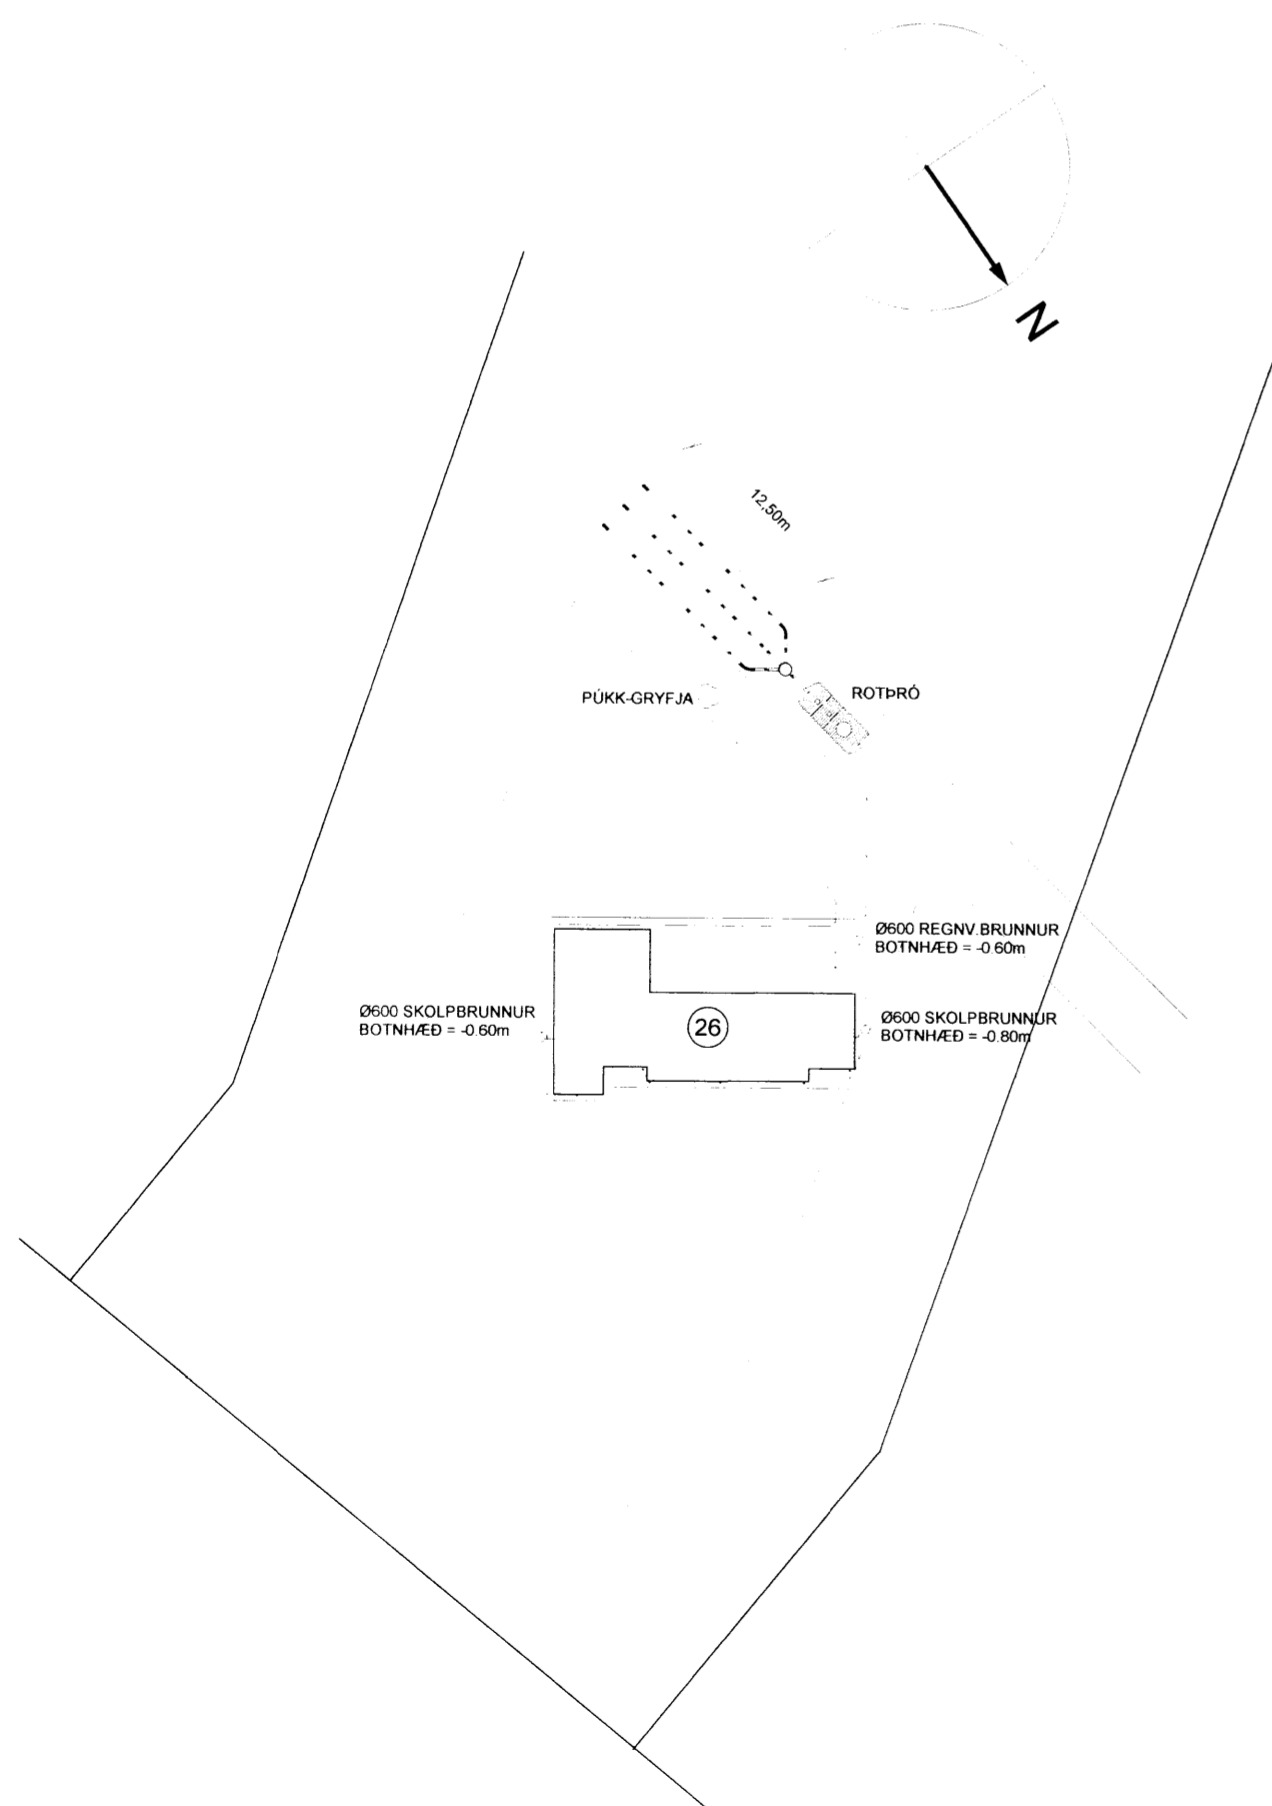 N
12,50m
PÚKK-GRYFJA
ROTÞRÓ
Ø600 REGNV.BRUNNUR
BOTNHÆÐ = -0.60m
Ø600 SKOLPBRUNNUR
BOTNHÆÐ = -0.60m
26
Ø600 SKOLPBRUNNUR
BOTNHÆÐ = -0.80m